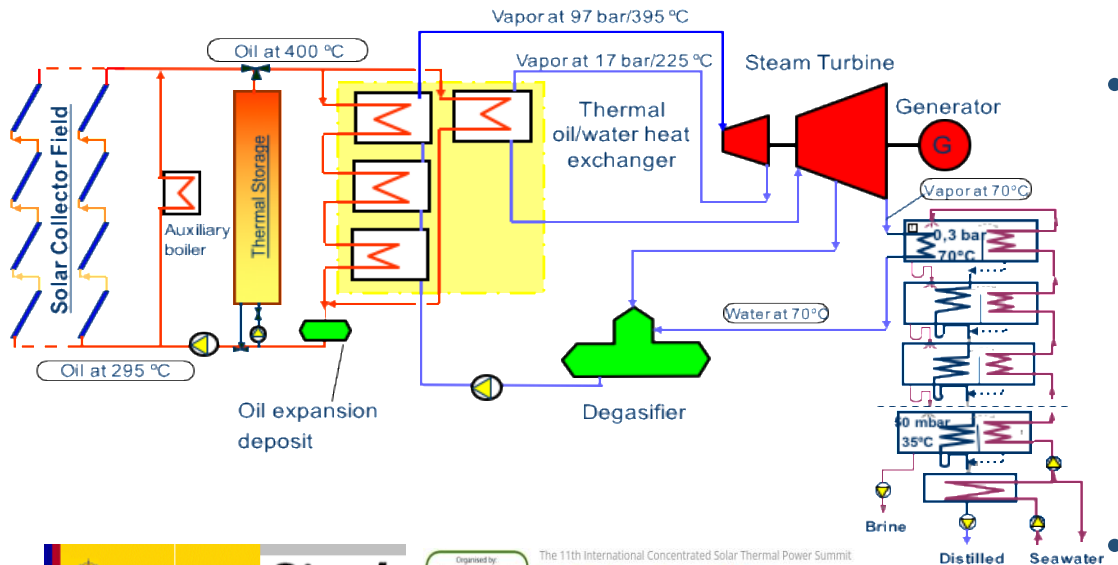 Vapor at 97 bar/395 ºC
Oil at 400 ºC
Vapor at 17 bar/225 ºC
Steam Turbine
Generator
Thermal
oil/water heat
exchanger
G
Solar Collector Field
Thermal Storage
Auxiliary
boiler
Vapor at 70ºC
0,3 bar
70ºC
Water at 70ºC
Oil at 295 ºC
Oil expansion
deposit
Degasifier
50 mbar
35ºC
Brine
Distilled
Seawater
Organised by:
The 11th International Concentrated Solar Thermal Power Summit